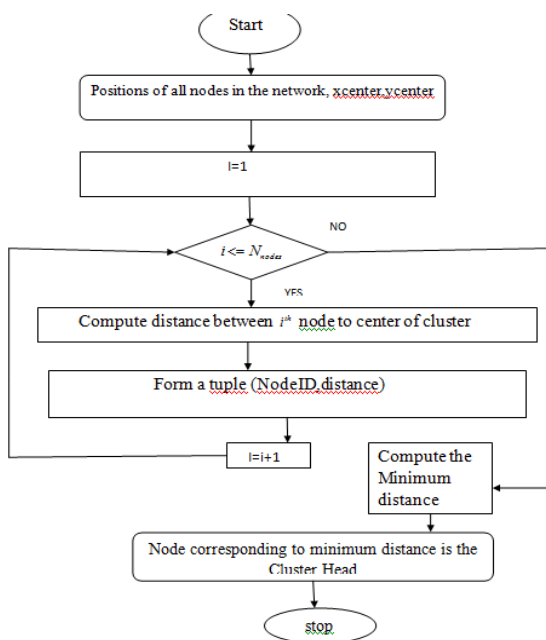 Start
Positions of all nodes in the network, xcenter,ycenter
I=1
NO
i <= Nnodes
YES
Compute distance between i th node to center of cluster
Form a tuple (NodeID,distance)
I=i+1
Compute the
Minimum
distance
Node corresponding to minimum distance is the
Cluster Head
stop